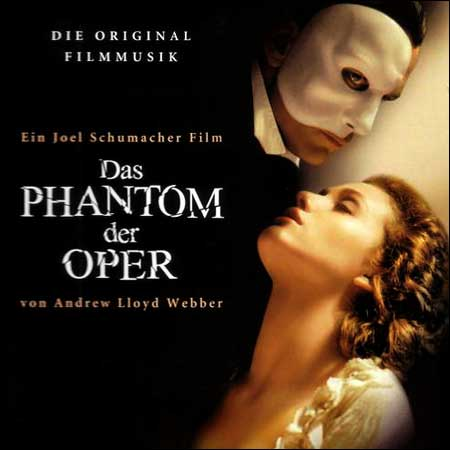 DIE ORIGINAL
FILMMUSIK
Ein Joel Schumacher Film
Das
PHANTOM
der
OPER
von Andrew Lloyd Webber